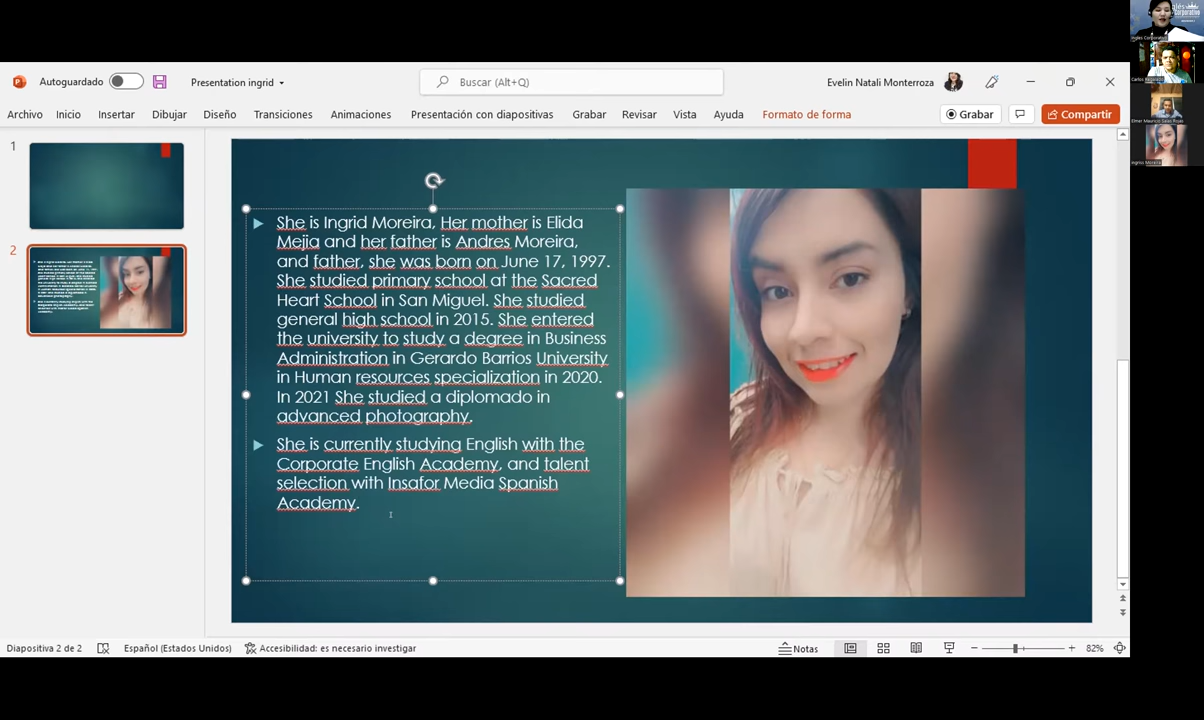 Inglés Corporativo
Autoguardado
Presentation ingrid
Buscar (Alt+Q)
Evelin Natali Monterroza
Archivo Inicio Insertar Dibujar Diseño Transiciones Animaciones Presentación con diapositivas Grabar Revisar Vista Ayuda Formato de forma
Grabar
Compartir
1
2
She is Ingrid Moreira, Her mother is Elida
Mejia and her father is Andres Moreira,
and father, she was born on June 17, 1997.
She studied primary school at the Sacred
Heart School in San Miguel. She studied
general high school in 2015. She entered
the university to study a degree in Business
Administration in Gerardo Barrios University
in Human resources specialization in 2020.
In 2021 She studied a diplomado in
advanced photography.
She is currently studying English with the
Corporate English Academy, and talent
selection with Insafor Media Spanish
Academy.
Diapositiva 2 de 2
Español (Estados Unidos)
Accesibilidad: es necesario investigar
Notas
82%